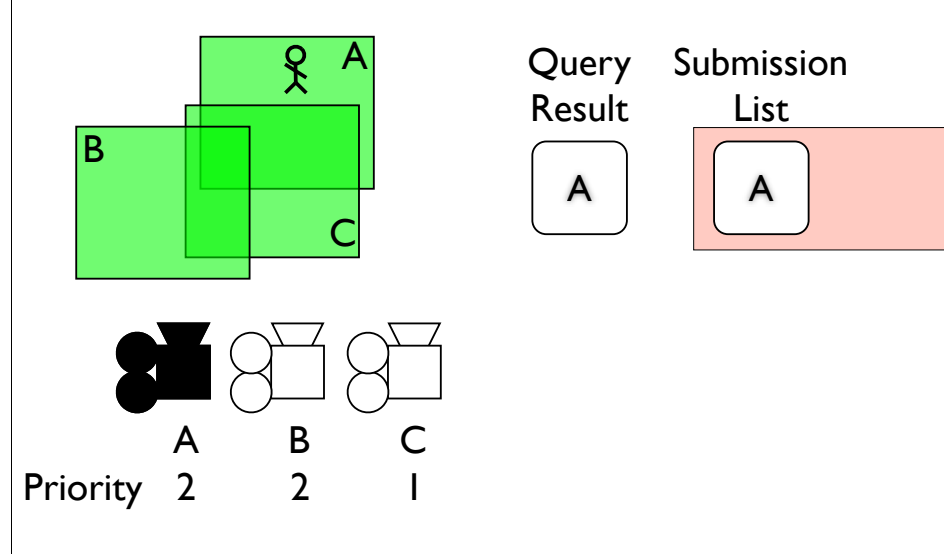 A
B
C
Query Submission
Result List
A A
A B C
Priority 2 2 1